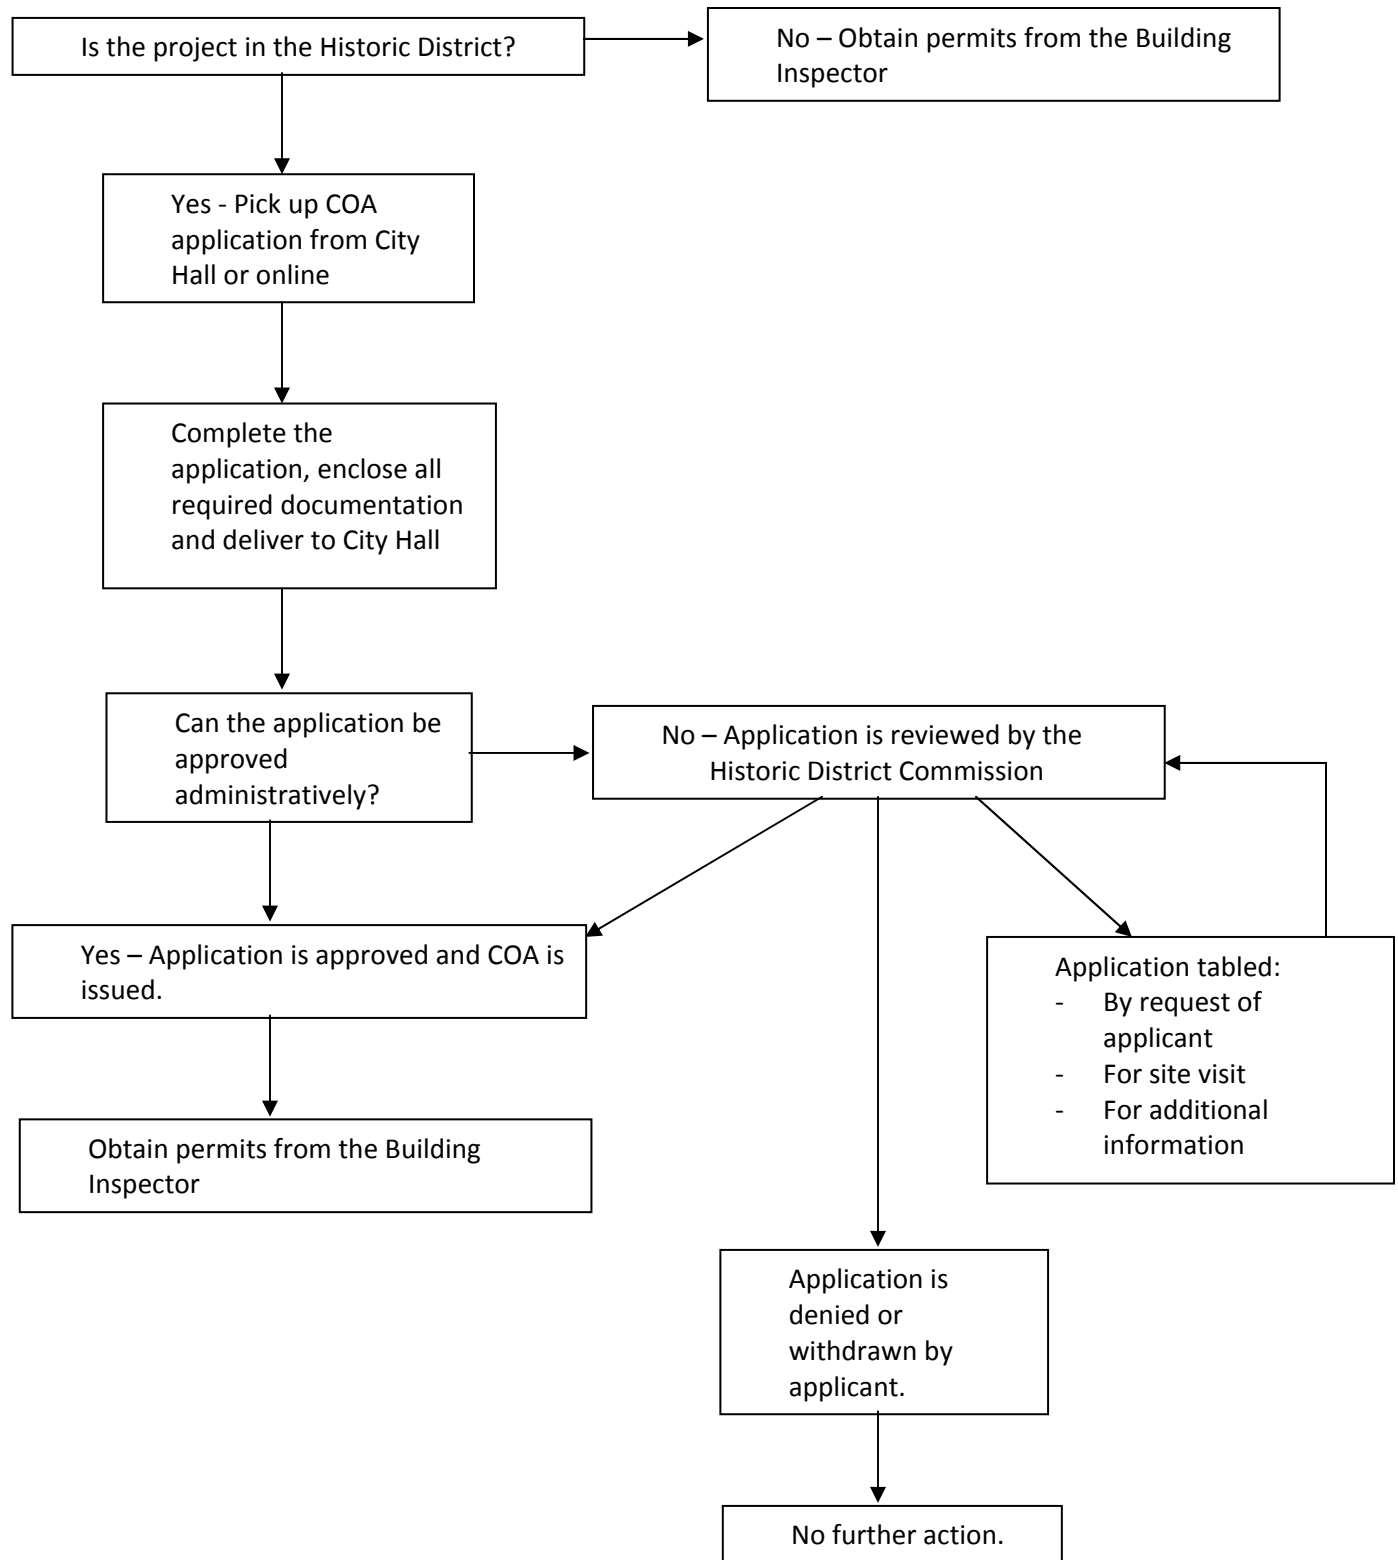 Is the project in the Historic District?
No – Obtain permits from the Building
Inspector
Yes - Pick up COA
application from City
Hall or online
Complete the
application, enclose all
required documentation
and deliver to City Hall
Can the application be
approved
administratively?
No – Application is reviewed by the
Historic District Commission
Yes – Application is approved and COA is
issued.
Application tabled:
- By request of
applicant
- For site visit
- For additional
information
Obtain permits from the Building
Inspector
Application is
denied or
withdrawn by
applicant.
No further action.